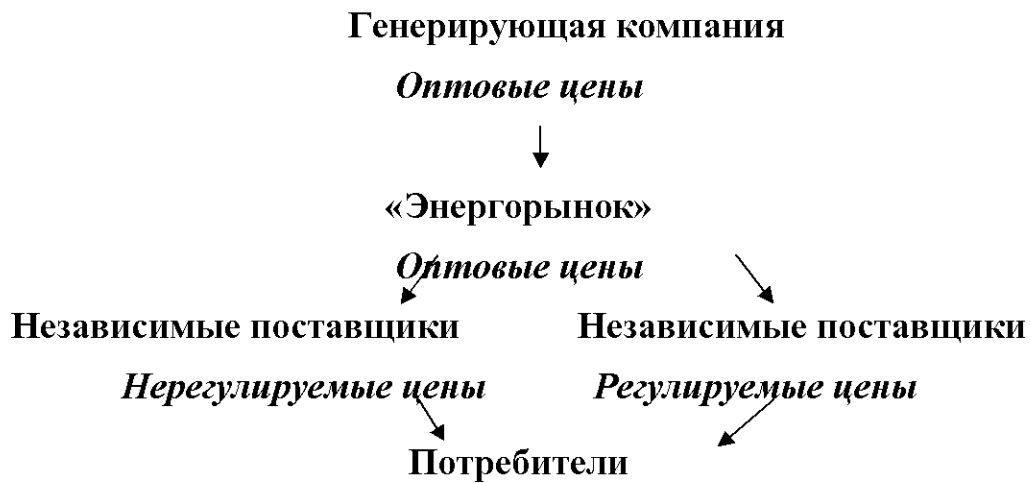 Генерирующая компания
Оптовые цены
«Энергорынок»
Оптовые цены
Независимые поставщики Независимые поставщики
Нерегулируемые цены Регулируемые цены
Потребители